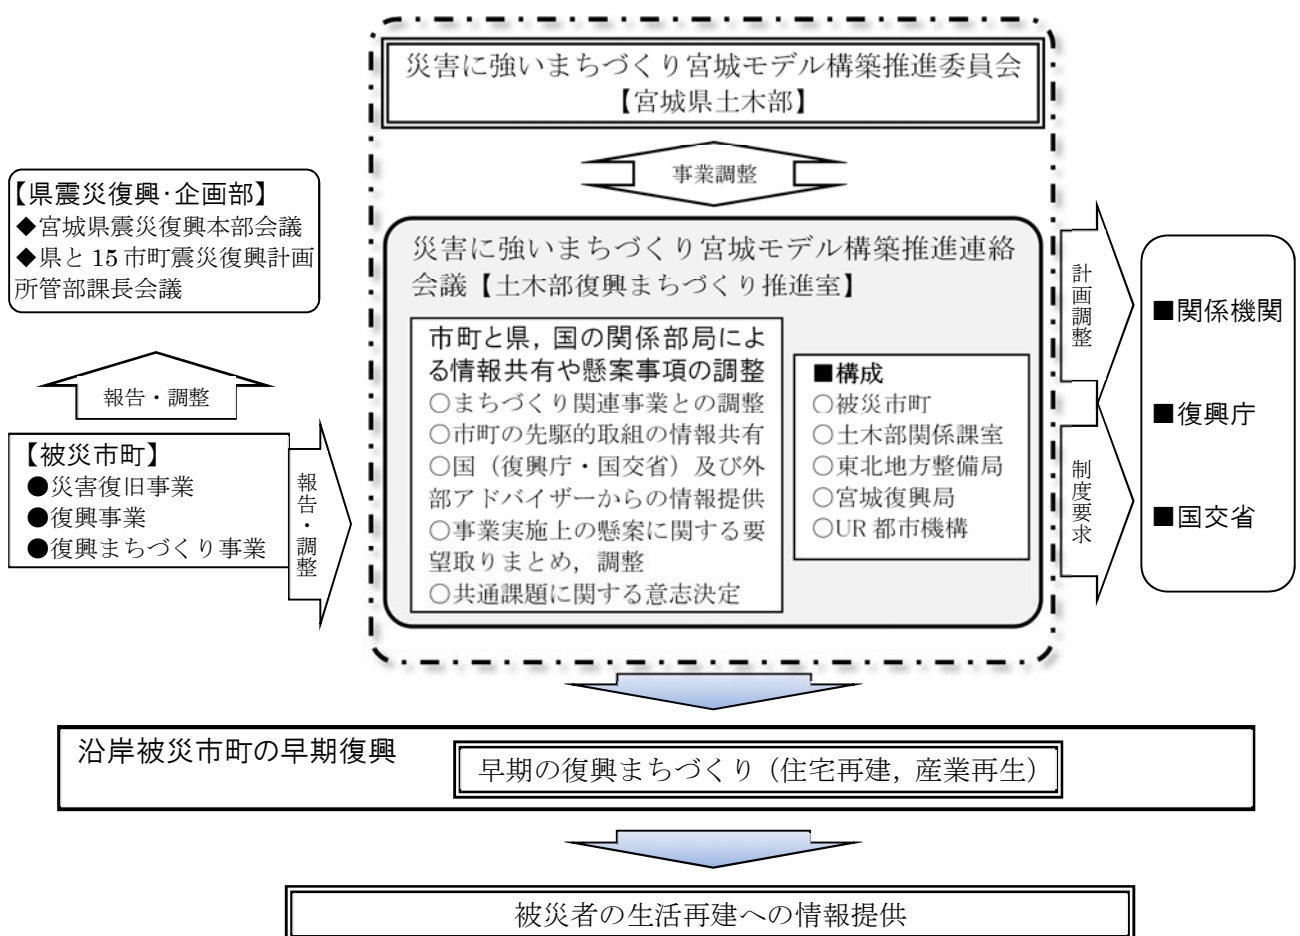 災害に強いまちづくり宮城モデル構築推進委員会
【宮城県土木部】
事業調整
【県震災復興・企画部】
◆宮城県震災復興本部会議
◆県と 15 市町震災復興計画
所管部課長会議
報告・調整
【被災市町】
●災害復旧事業
●復興事業
●復興まちづくり事業
報告・調整
災害に強いまちづくり宮城モデル構築推進連絡
会議【土木部復興まちづくり推進室】
市町と県，国の関係部局によ
る情報共有や懸案事項の調整
○まちづくり関連事業との調整
○市町の先駆的取組の情報共有
○国（復興庁・国交省）及び外
部アドバイザーからの情報提供
○事業実施上の懸案に関する要
望取りまとめ，調整
○共通課題に関する意志決定
■構成
○被災市町
○土木部関係課室
○東北地方整備局
○宮城復興局
○UR 都市機構
計画調整
制度要求
■関係機関
■復興庁
■国交省
沿岸被災市町の早期復興
早期の復興まちづくり（住宅再建，産業再生）
被災者の生活再建への情報提供